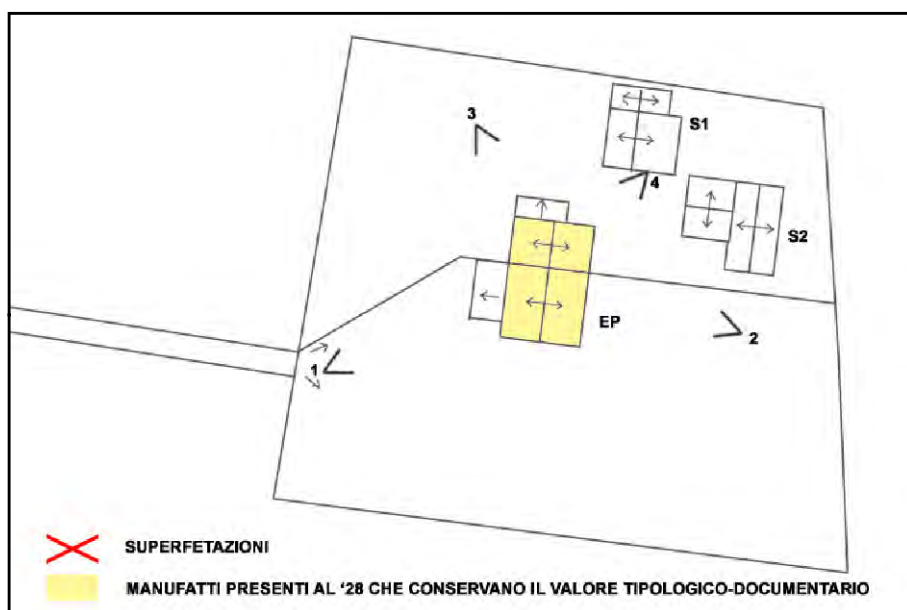 3
S1
4
S2
EP
2
1
SUPERFETAZIONI
MANUFATTI PRESENTI AL '28 CHE CONSERVANO IL VALORE TIPOLOGICO-DOCUMENTARIO